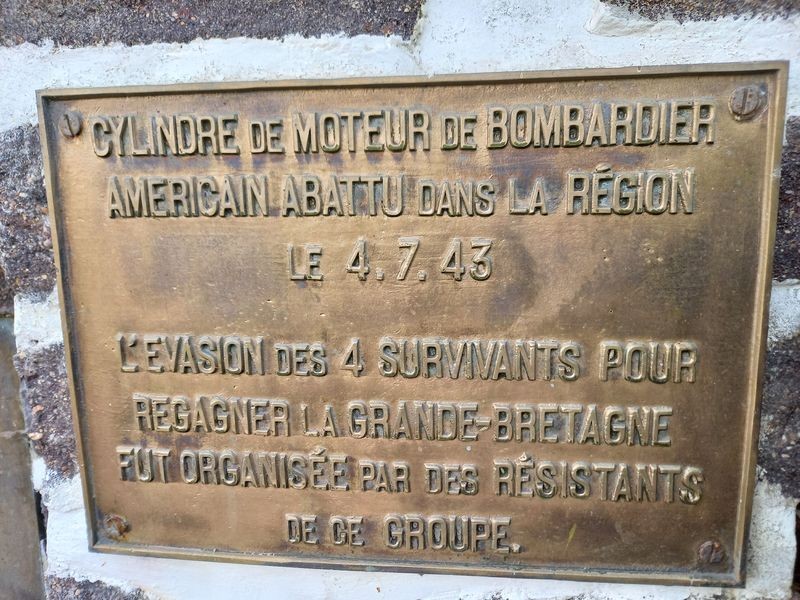 CYLINDRE DE MOTEUR DE BOMBARDIER
AMERICAIN ABATTU DANS LA RÉGION
LE 4.7.43
L'EVASION DES 4 SURVIVANTS POUR
REGAGNER LA GRANDE-BRETAGNE
FUT ORGANISÉE PAR DES RÉSISTANTS
DE CE GROUPE.